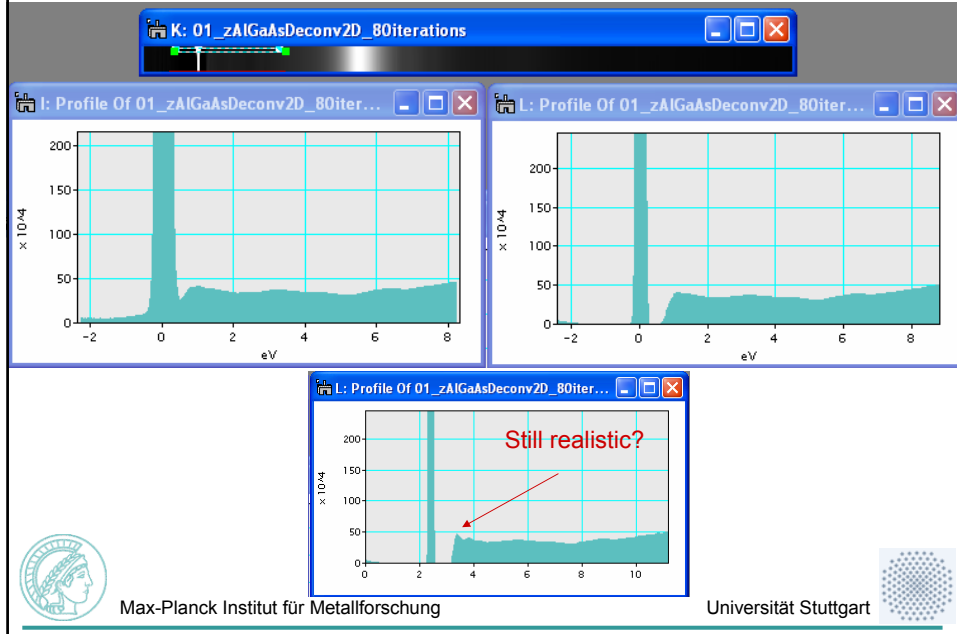 K: 01_zAlGaAsDeconv2D_80iterations
I: Profile Of 01_zAlGaAsDeconv2D_80iter...
200
150
100
50
0
× 10^4
-2 0 2 4 6 8
eV
L: Profile Of 01_zAlGaAsDeconv2D_80iter...
200
150
100
50
0
× 10^4
-2 0 2 4 6 8
eV
L: Profile Of 01_zAlGaAsDeconv2D_80iter...
Still realistic?
200
150
100
50
0
× 10^4
0 2 4 6 8 10
eV
Max-Planck Institut für Metallforschung
Universität Stuttgart